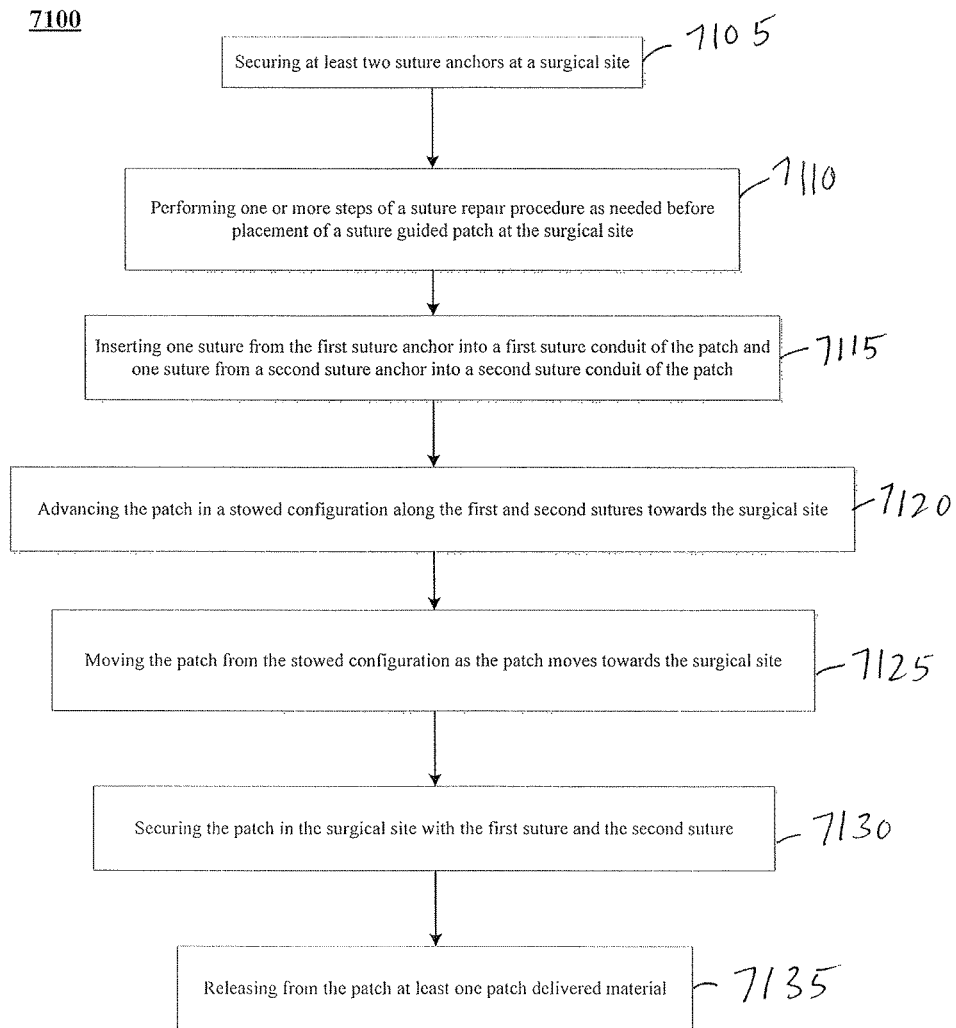 7100
Securing at least two suture anchors at a surgical site
7105
Performing one or more steps of a suture repair procedure as needed before
placement of a suture guided patch at the surgical site
7110
Inserting one suture from the first suture anchor into a first suture conduit of the patch and
one suture from a second suture anchor into a second suture conduit of the patch
7115
Advancing the patch in a stowed configuration along the first and second sutures towards the surgical site
7120
Moving the patch from the stowed configuration as the patch moves towards the surgical site
7125
Securing the patch in the surgical site with the first suture and the second suture
7130
Releasing from the patch at least one patch delivered material
7135